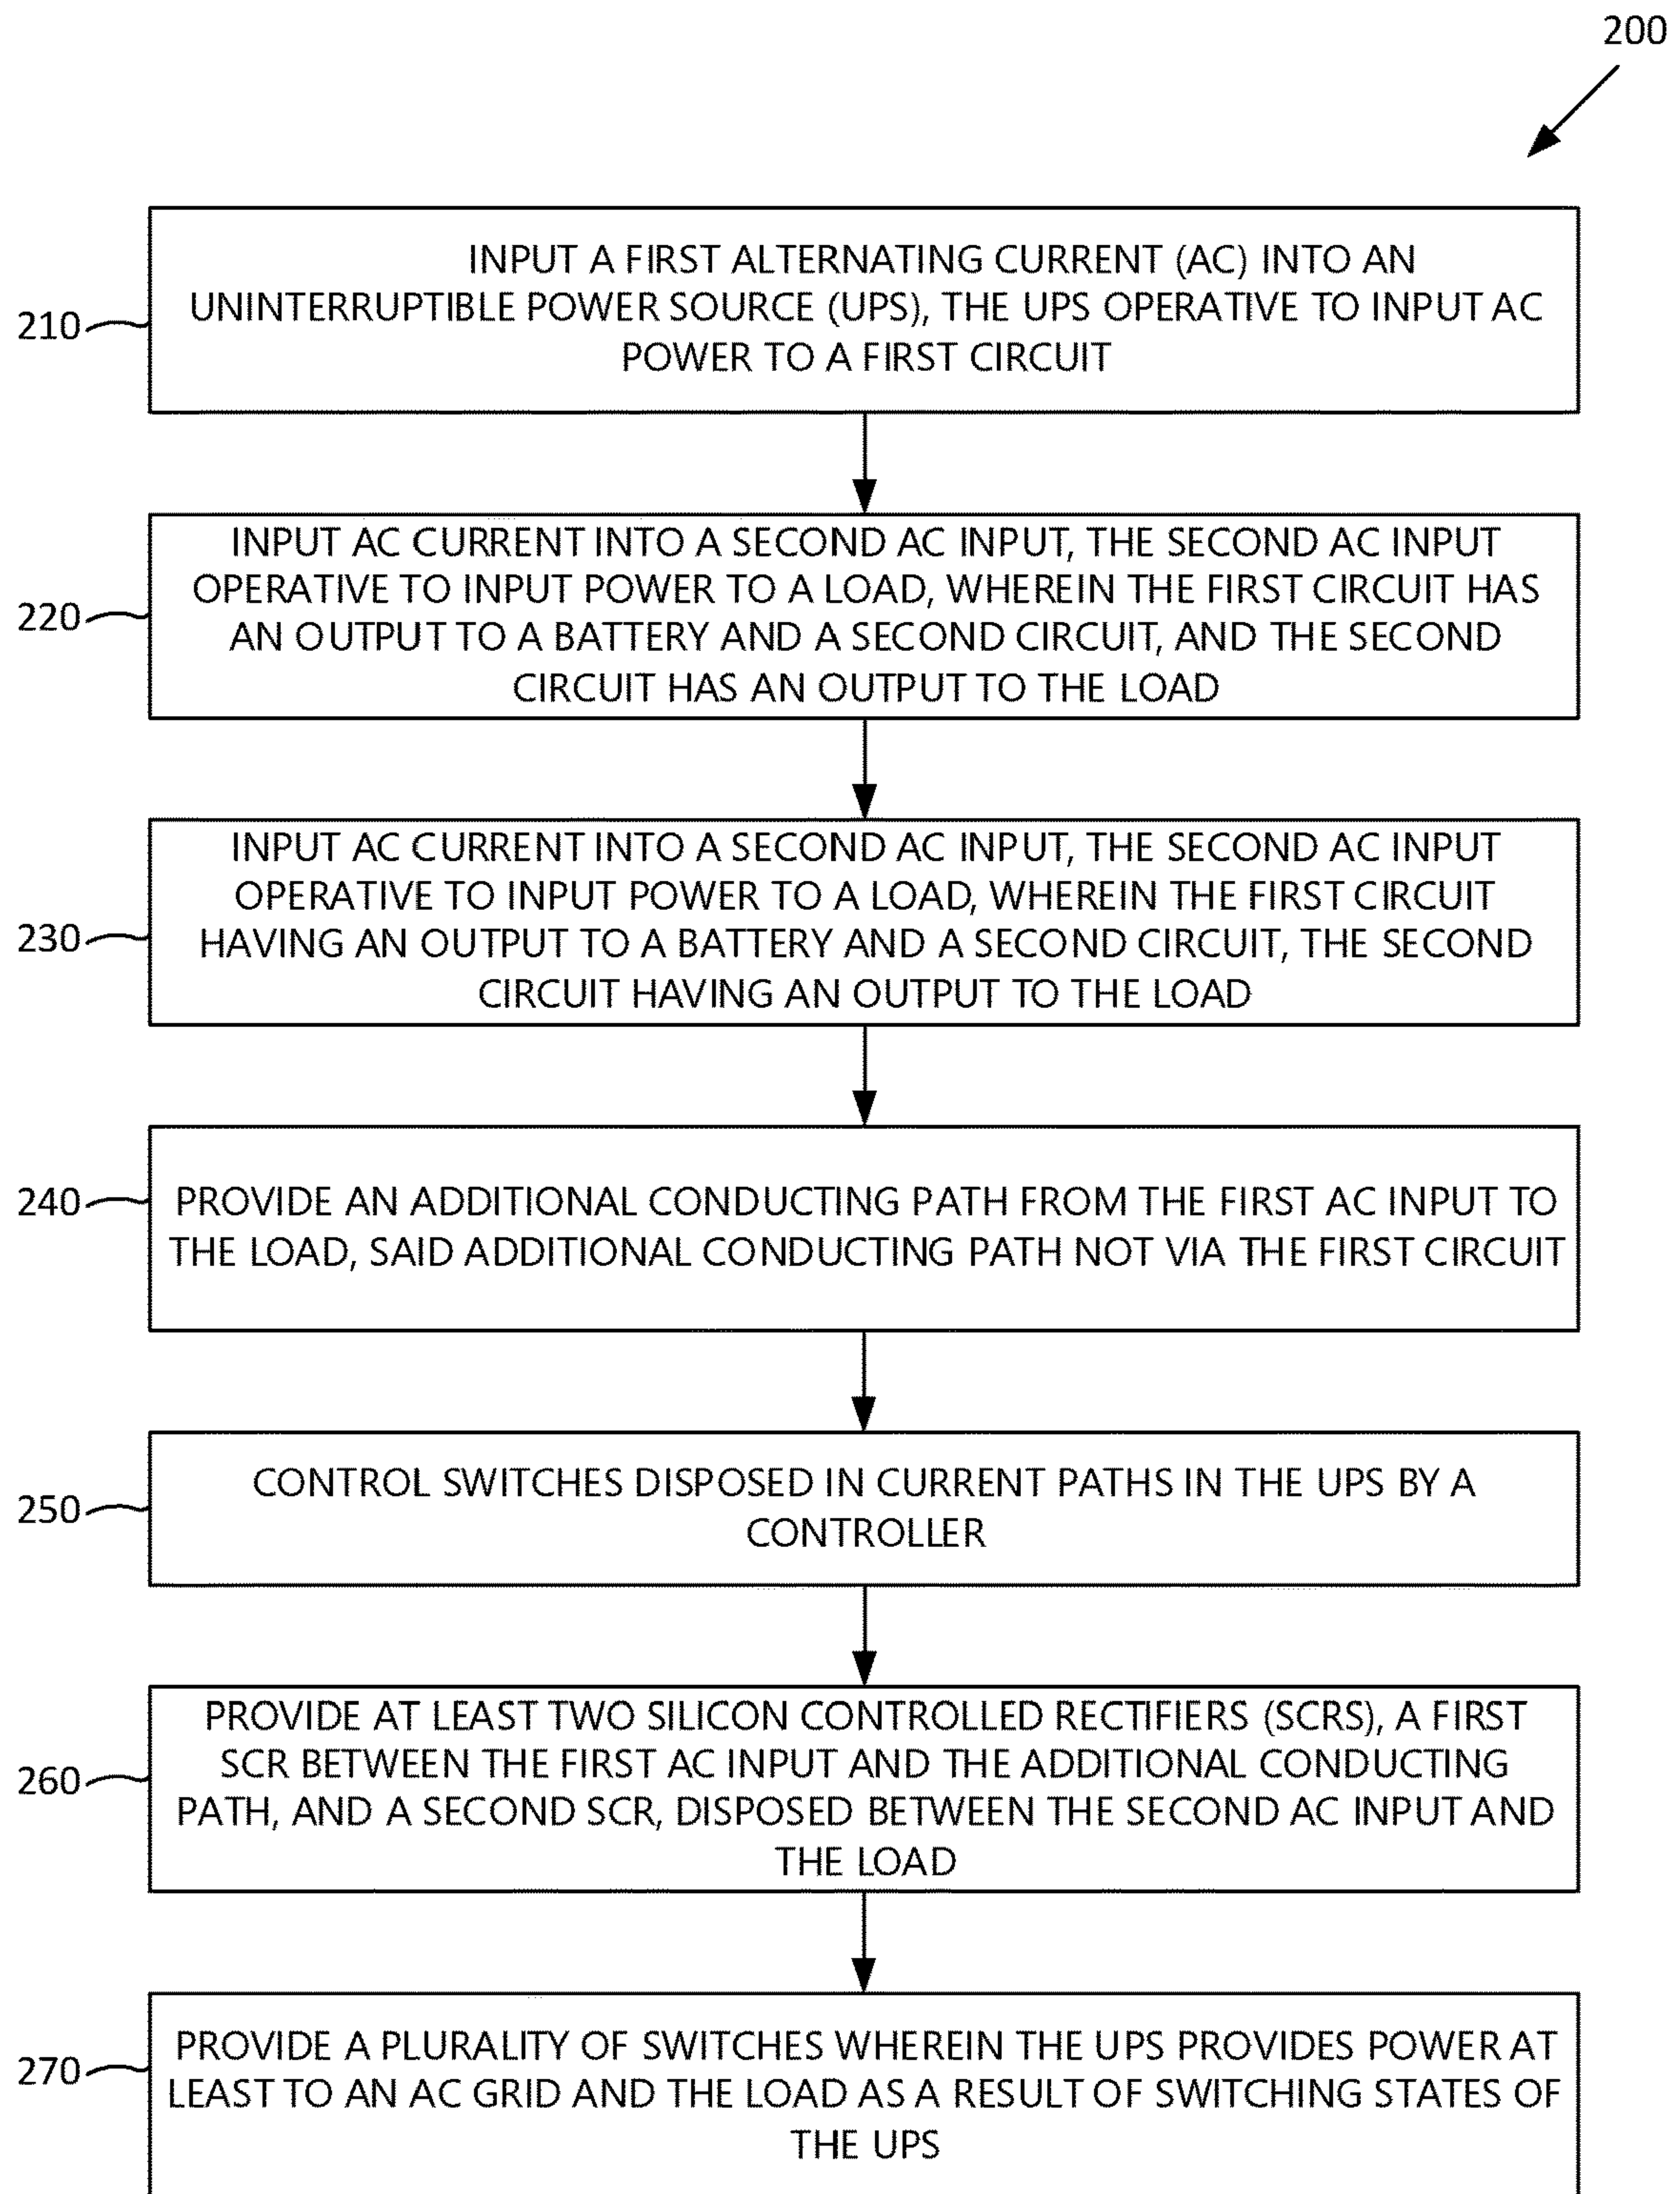 200
INPUT A FIRST ALTERNATING CURRENT (AC) INTO AN
UNINTERRUPTIBLE POWER SOURCE (UPS), THE UPS OPERATIVE TO INPUT AC
POWER TO A FIRST CIRCUIT
210
INPUT AC CURRENT INTO A SECOND AC INPUT, THE SECOND AC INPUT
OPERATIVE TO INPUT POWER TO A LOAD, WHEREIN THE FIRST CIRCUIT HAS
AN OUTPUT TO A BATTERY AND A SECOND CIRCUIT, AND THE SECOND
CIRCUIT HAS AN OUTPUT TO THE LOAD
220
INPUT AC CURRENT INTO A SECOND AC INPUT, THE SECOND AC INPUT
OPERATIVE TO INPUT POWER TO A LOAD, WHEREIN THE FIRST CIRCUIT
HAVING AN OUTPUT TO A BATTERY AND A SECOND CIRCUIT, THE SECOND
CIRCUIT HAVING AN OUTPUT TO THE LOAD
230
PROVIDE AN ADDITIONAL CONDUCTING PATH FROM THE FIRST AC INPUT TO
THE LOAD, SAID ADDITIONAL CONDUCTING PATH NOT VIA THE FIRST CIRCUIT
240
CONTROL SWITCHES DISPOSED IN CURRENT PATHS IN THE UPS BY A
CONTROLLER
250
PROVIDE AT LEAST TWO SILICON CONTROLLED RECTIFIERS (SCRS), A FIRST
SCR BETWEEN THE FIRST AC INPUT AND THE ADDITIONAL CONDUCTING
PATH, AND A SECOND SCR, DISPOSED BETWEEN THE SECOND AC INPUT AND
THE LOAD
260
PROVIDE A PLURALITY OF SWITCHES WHEREIN THE UPS PROVIDES POWER AT
LEAST TO AN AC GRID AND THE LOAD AS A RESULT OF SWITCHING STATES OF
THE UPS
270